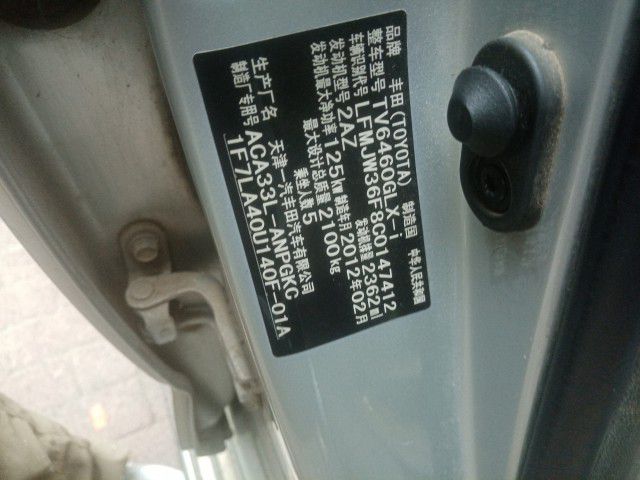 品牌 丰田(TOYOTA) 制造国 中华人民共和国
整车型号 TV6460GLX-i
车辆识别代号 LFMJW36F8C0147412
发动机型号 2AZ 发动机排量 2362ml
发动机最大净功率 125KW 制造年月 2012年02月
最大设计总质量 2100kg
乘坐人数 5
生产厂名 天津一汽丰田汽车有限公司
制造厂专用号 ACA33L-ANPGKC
1F7LA40U140F-01A